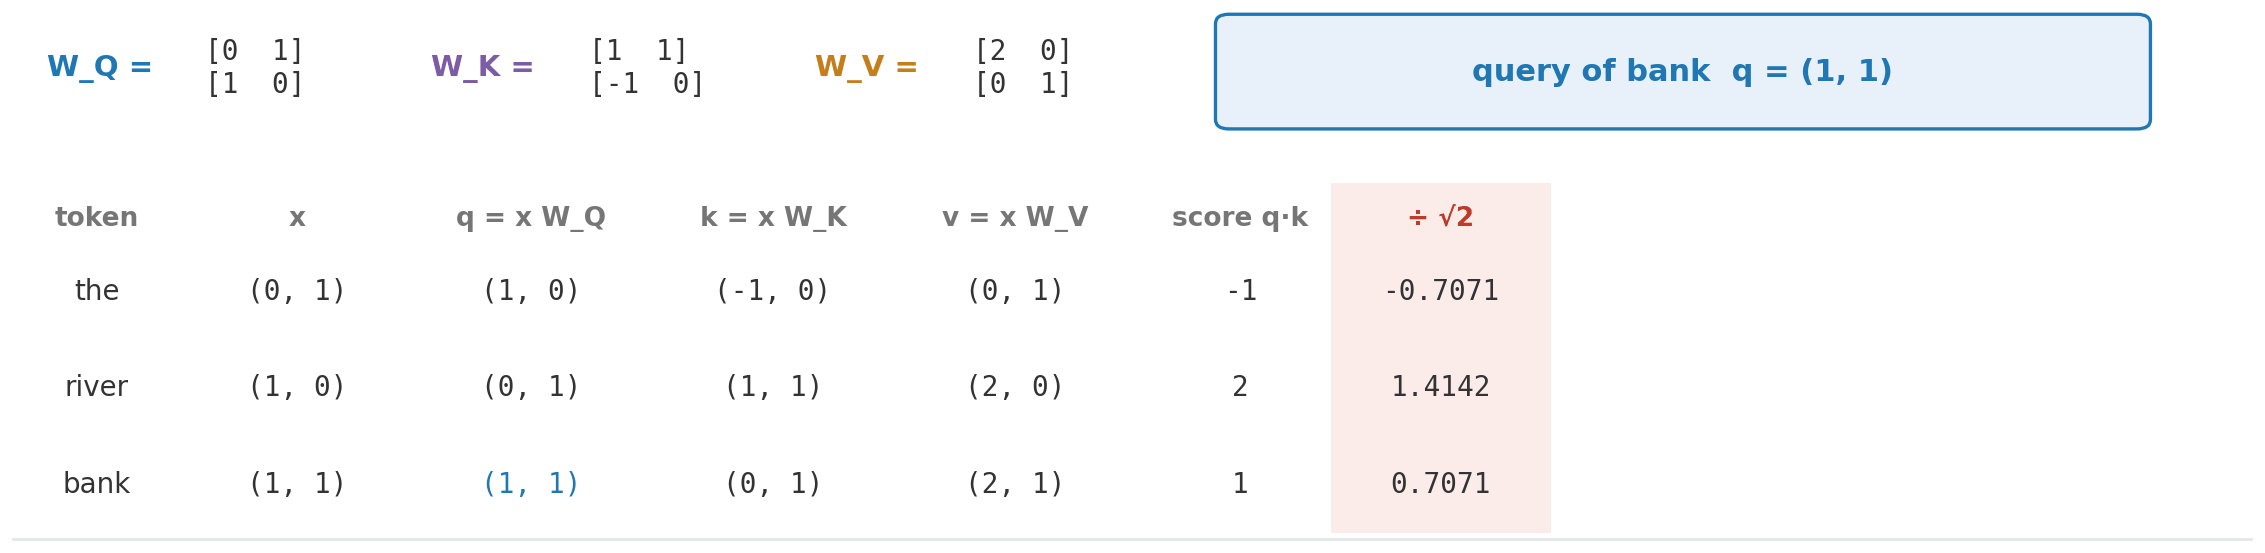 W_Q = [0  1] W_K = [1  1] W_V = [2  0] query of bank  q = (1, 1)
[1  0] [-1  0] [0  1]
token x q = x W_Q k = x W_K v = x W_V score q·k ÷ √2
the (0, 1) (1, 0) (-1, 0) (0, 1) -1 -0.7071
river (1, 0) (0, 1) (1, 1) (2, 0) 2 1.4142
bank (1, 1) (1, 1) (0, 1) (2, 1) 1 0.7071